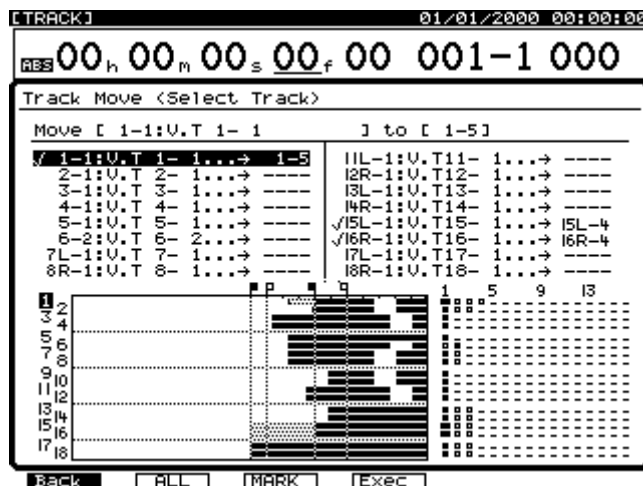 [TRACK] 01/01/2000 00:00:00
ABS 00h 00m 00s 00f 00 001-1 000
Track Move <Select Track>
Move [ 1-1:V.T 1- 1 ] to [ 1-5]
√ 1-1:V.T 1- 1...→ 1-5
2-1:V.T 2- 1...→ ----
3-1:V.T 3- 1...→ ----
4-1:V.T 4- 1...→ ----
5-1:V.T 5- 1...→ ----
6-2:V.T 6- 2...→ ----
7L-1:V.T 7- 1...→ ----
8R-1:V.T 8- 1...→ ----
11L-1:V.T11- 1...→ ----
12R-1:V.T12- 1...→ ----
13L-1:V.T13- 1...→ ----
14R-1:V.T14- 1...→ ----
√15L-1:V.T15- 1...→ 15L-4
√16R-1:V.T16- 1...→ 16R-4
17L-1:V.T17- 1...→ ----
18R-1:V.T18- 1...→ ----
1 5 9 13
1
2
3
4
5
6
7
8
9
10
11
12
13
14
15
16
17
18
Back ALL MARK Exec